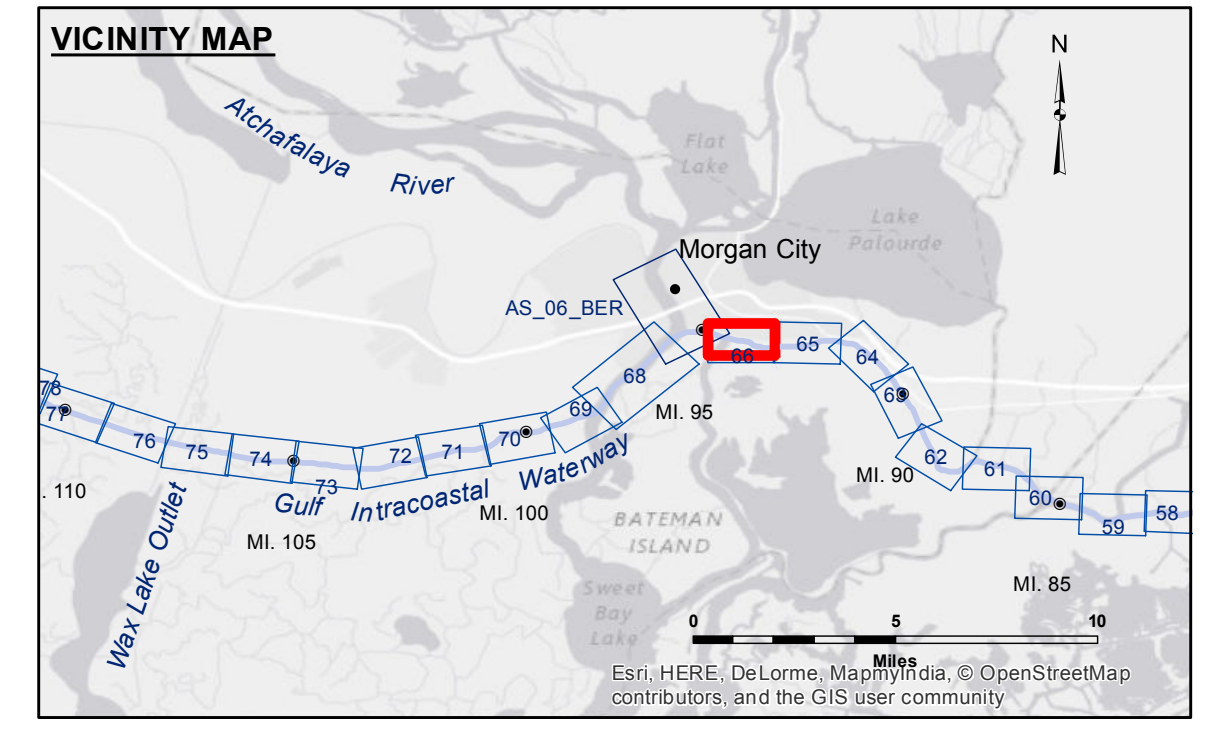 VICINITY MAP
N
Atchafalaya
River
Flat
Lake
Lake
Palourde
Morgan City
AS_06_BER
66
65
64
63
68
MI. 95
69
62
61
60
59
58
MI. 90
MI. 85
78
77
76
75
74
73
72
71
70
. 110
MI. 105
MI. 100
Wax Lake Outlet
Gulf Intracoastal Waterway
BATEMAN
ISLAND
Sweet
Bay
Lake
0 5 10
Miles
Esri, HERE, DeLorme, MapmyIndia, © OpenStreetMap
contributors, and the GIS user community